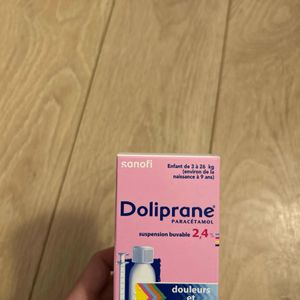 sanofi
Enfant de 3 à 26 kg
(environ de la
naissance à 9 ans)
Doliprane®
PARACÉTAMOL
suspension buvable 2,4 %
douleurs et